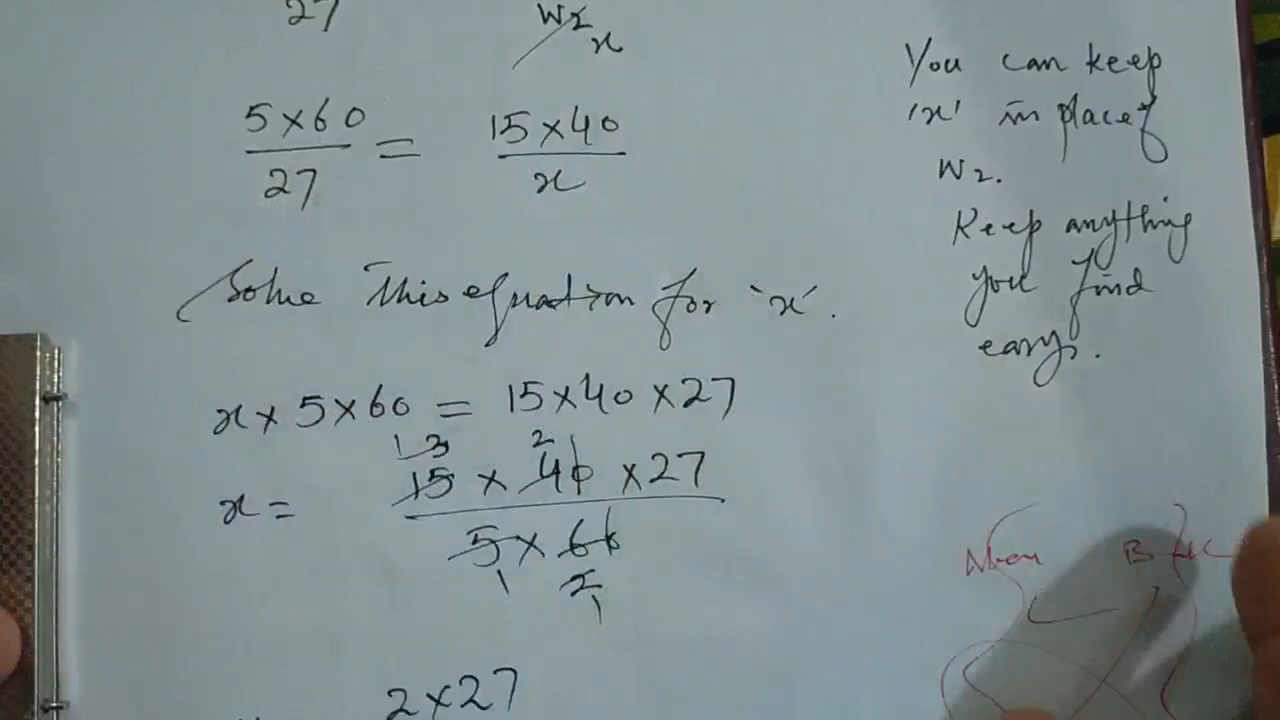 27 W2 x
5×60 / 27 = 15×40 / x
Solve This equation for 'x'.
x × 5×60 = 15×40×27
1 3 2
x = 15 × 40 × 27 / 5 × 60
1 2
1
2×27
You can keep
'x' in place of
W2.
Keep anything
you find
easy.